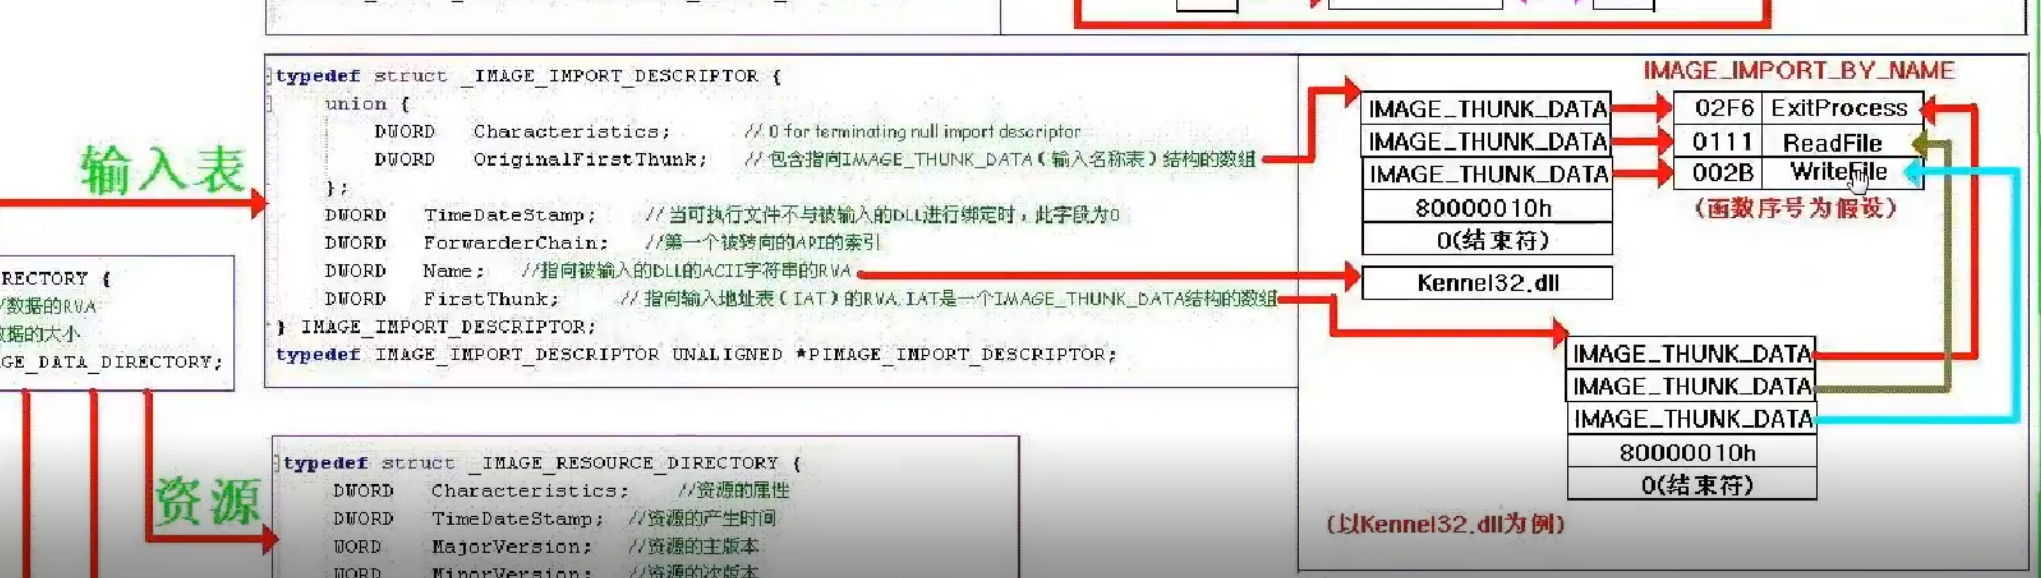 typedef struct _IMAGE_IMPORT_DESCRIPTOR {
union {
DWORD Characteristics; // 0 for terminating null import descriptor
DWORD OriginalFirstThunk; // 包含指向IMAGE_THUNK_DATA（输入名称表）结构的数组
};
DWORD TimeDateStamp; // 当可执行文件不与被输入的DLL进行绑定时，此字段为0
DWORD ForwarderChain; //第一个被转向的API的索引
DWORD Name; //指向被输入的DLL的ACII字符串的RVA
DWORD FirstThunk; // 指向输入地址表（IAT）的RVA,IAT是一个IMAGE_THUNK_DATA结构的数组
} IMAGE_IMPORT_DESCRIPTOR;
typedef IMAGE_IMPORT_DESCRIPTOR UNALIGNED *PIMAGE_IMPORT_DESCRIPTOR;
输入表
IMAGE_IMPORT_BY_NAME
IMAGE_THUNK_DATA 02F6 ExitProcess
IMAGE_THUNK_DATA 0111 ReadFile
IMAGE_THUNK_DATA 002B WriteFile
80000010h
(函数序号为假设)
0(结束符)
Kennel32.dll
IMAGE_THUNK_DATA
IMAGE_THUNK_DATA
IMAGE_THUNK_DATA
80000010h
0(结束符)
(以Kennel32.dll为例)
RECTORY {
/数据的RVA
据的大小
GE_DATA_DIRECTORY;
资源
typedef struct _IMAGE_RESOURCE_DIRECTORY {
DWORD Characteristics; //资源的属性
DWORD TimeDateStamp; //资源的产生时间
WORD MajorVersion; //资源的主版本
WORD MinorVersion; //资源的次版本